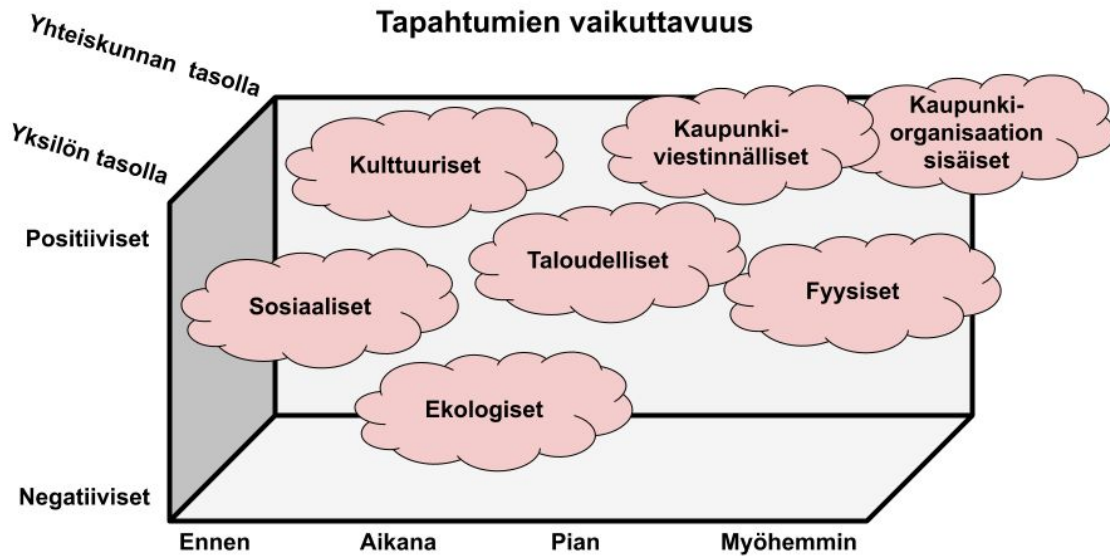 Tapahtumien vaikuttavuus
Yhteiskunnan tasolla
Yksilön tasolla
Positiiviset
Negatiiviset
Kulttuuriset
Kaupunki-
viestinnälliset
Kaupunki-
organisaation
sisäiset
Taloudelliset
Sosiaaliset
Fyysiset
Ekologiset
Ennen
Aikana
Pian
Myöhemmin